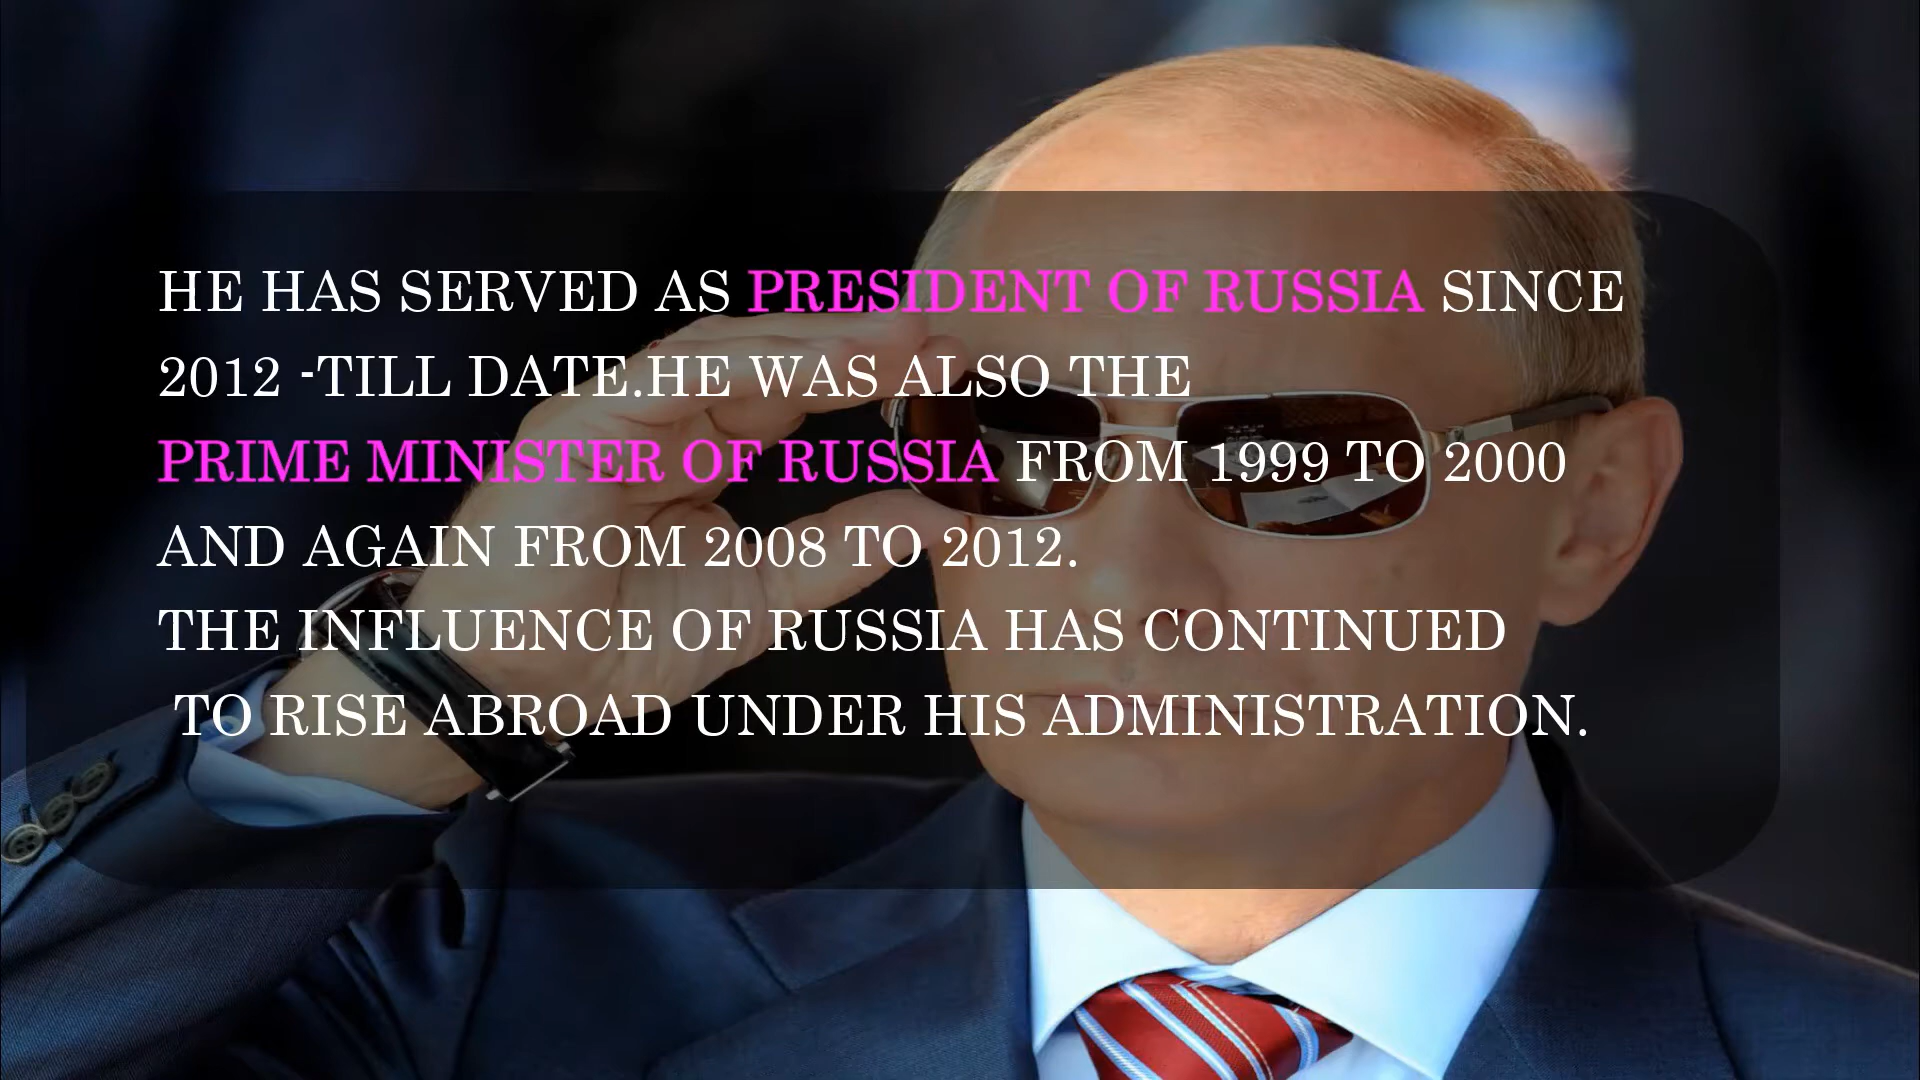 HE HAS SERVED AS PRESIDENT OF RUSSIA SINCE
2012 -TILL DATE.HE WAS ALSO THE
PRIME MINISTER OF RUSSIA FROM 1999 TO 2000
AND AGAIN FROM 2008 TO 2012.
THE INFLUENCE OF RUSSIA HAS CONTINUED
TO RISE ABROAD UNDER HIS ADMINISTRATION.